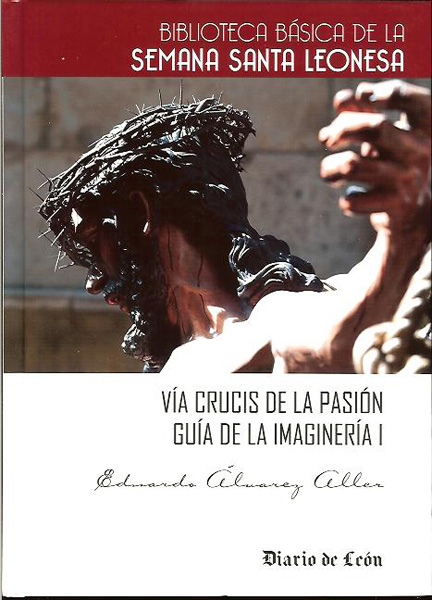 BIBLIOTECA BÁSICA DE LA
SEMANA SANTA LEONESA
VÍA CRUCIS DE LA PASIÓN
GUÍA DE LA IMAGINERÍA I
Eduardo Álvarez Aller
Diario de León